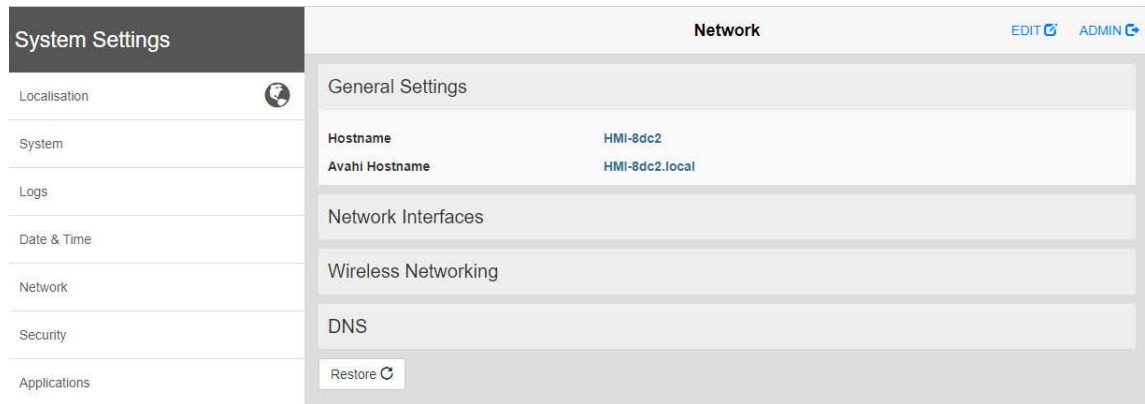 System Settings
Network
EDIT
ADMIN
Localisation
System
Logs
Date & Time
Network
Security
Applications
General Settings
Hostname HMI-8dc2
Avahi Hostname HMI-8dc2.local
Network Interfaces
Wireless Networking
DNS
Restore